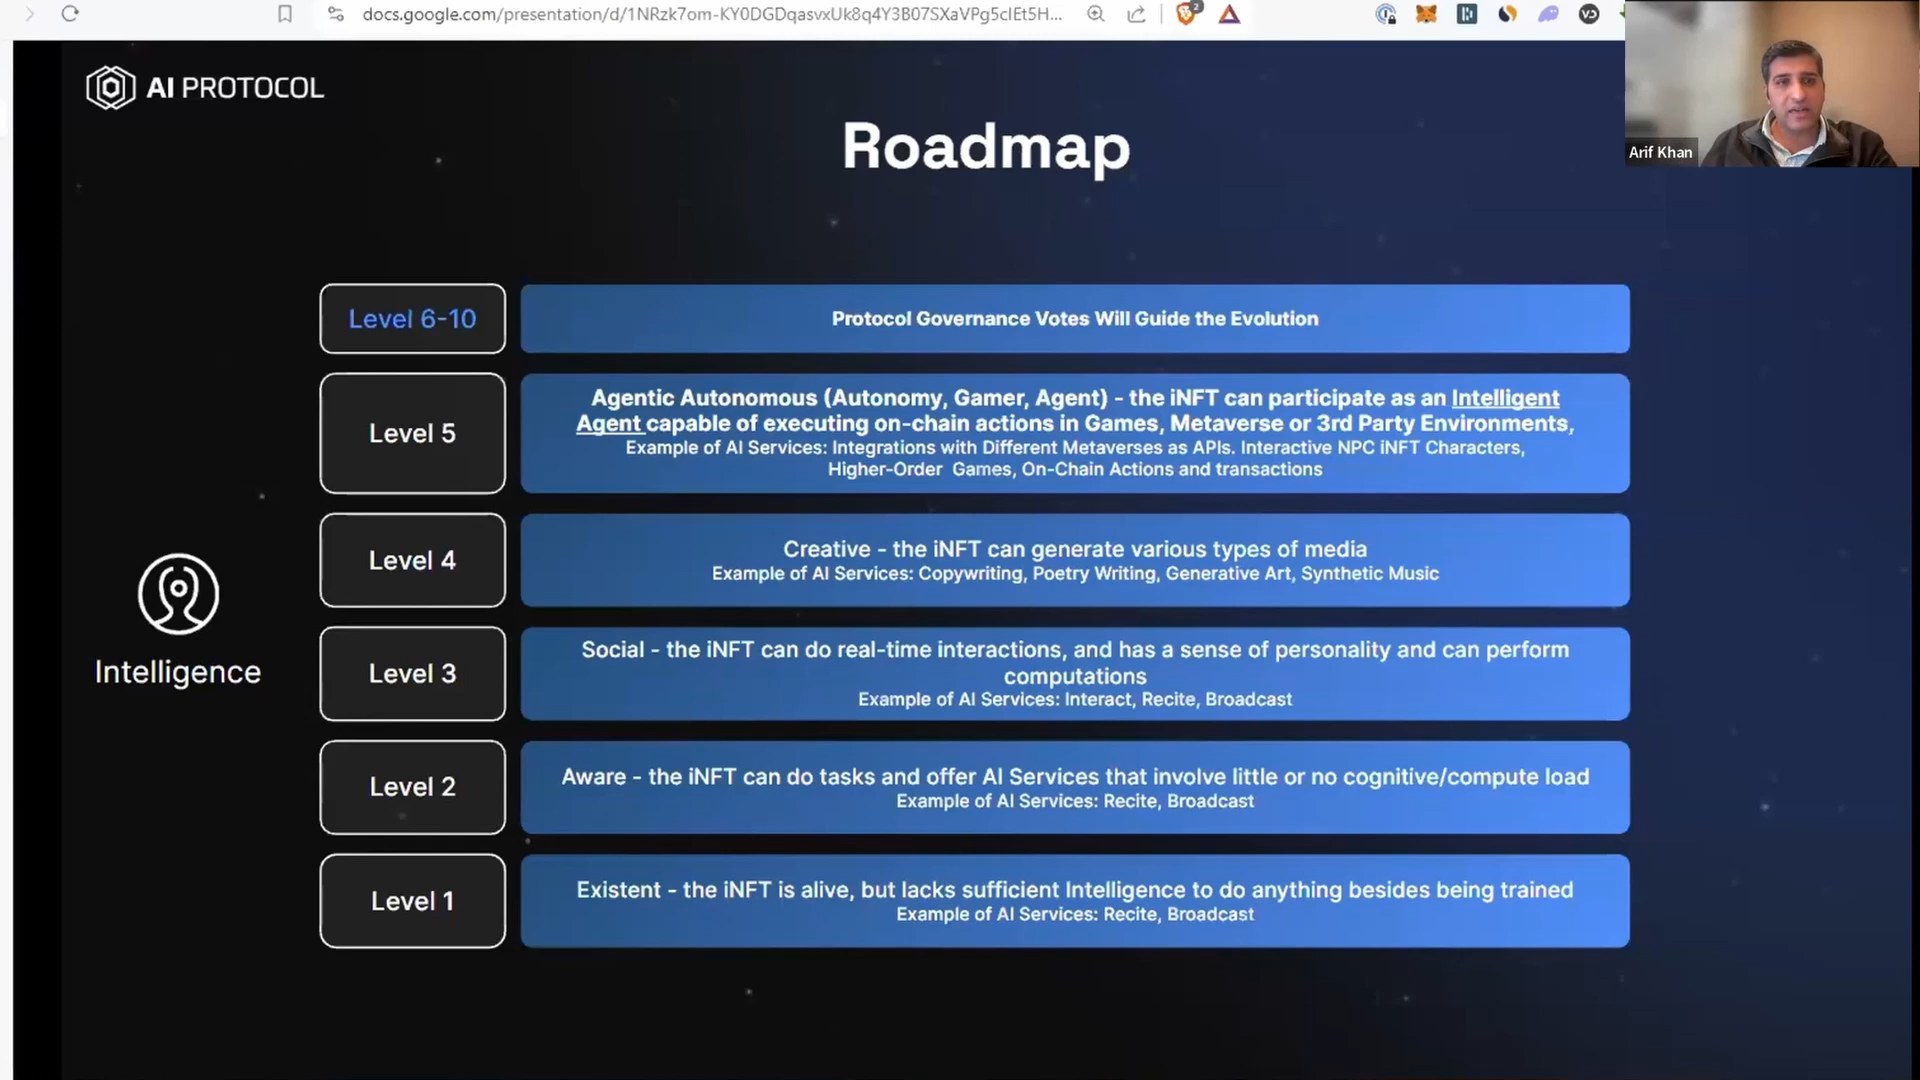 docs.google.com/presentation/d/1NRzk7om-KY0DGDqasvxUk8q4Y3B07SXaVPg5cIEt5H...
2
VD
AI PROTOCOL
Arif Khan
Roadmap
Level 6-10
Protocol Governance Votes Will Guide the Evolution
Level 5
Agentic Autonomous (Autonomy, Gamer, Agent) - the iNFT can participate as an Intelligent
Agent capable of executing on-chain actions in Games, Metaverse or 3rd Party Environments,
Example of AI Services: Integrations with Different Metaverses as APIs. Interactive NPC iNFT Characters,
Higher-Order Games, On-Chain Actions and transactions
Level 4
Creative - the iNFT can generate various types of media
Example of AI Services: Copywriting, Poetry Writing, Generative Art, Synthetic Music
Intelligence
Level 3
Social - the iNFT can do real-time interactions, and has a sense of personality and can perform
computations
Example of AI Services: Interact, Recite, Broadcast
Level 2
Aware - the iNFT can do tasks and offer AI Services that involve little or no cognitive/compute load
Example of AI Services: Recite, Broadcast
Level 1
Existent - the iNFT is alive, but lacks sufficient Intelligence to do anything besides being trained
Example of AI Services: Recite, Broadcast